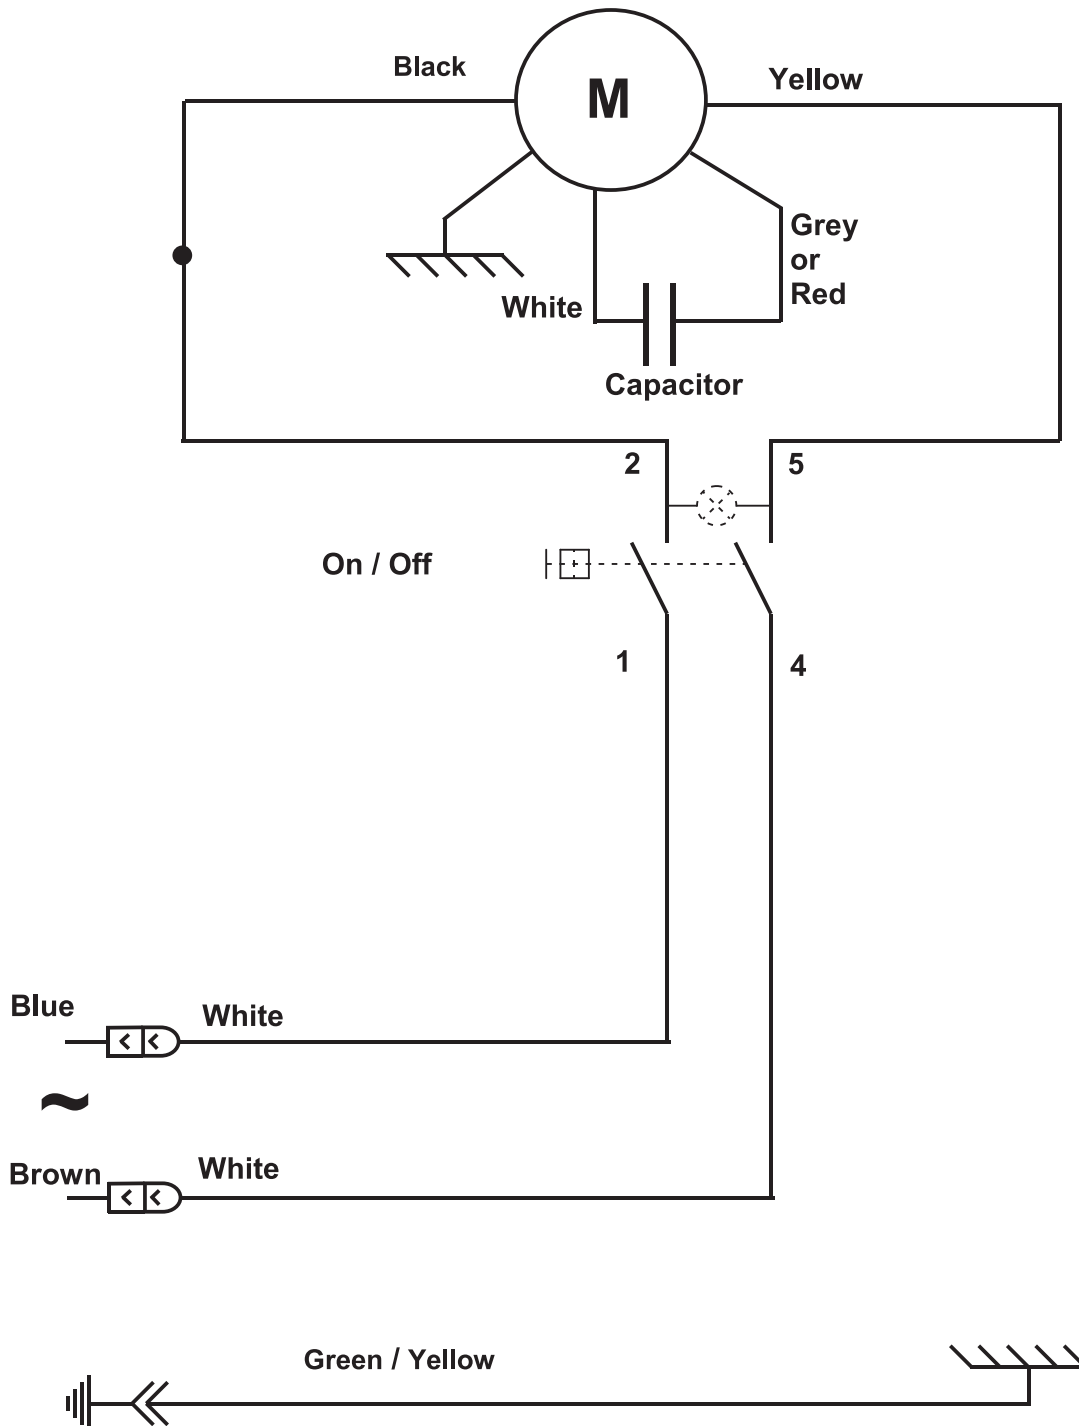 Black
M
Yellow
Grey
or
Red
White
Capacitor
2
5
On / Off
1
4
Blue
White
~
Brown
White
Green / Yellow